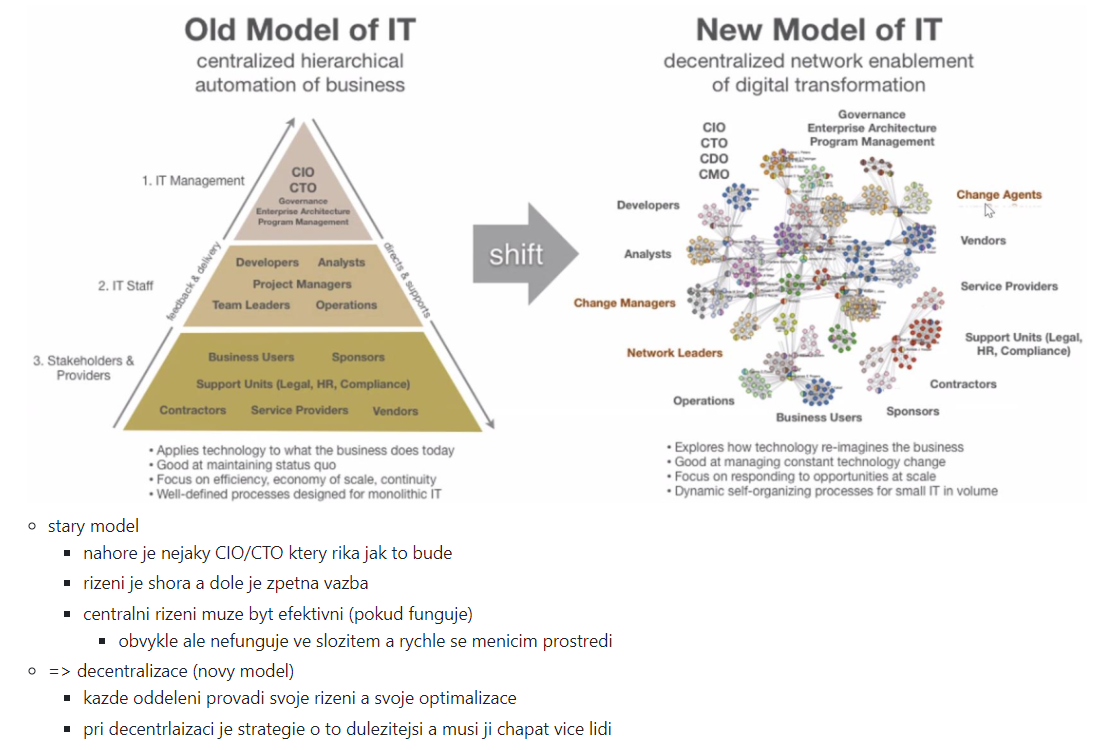 Old Model of IT
centralized hierarchical
automation of business
1. IT Management
CIO
CTO
Governance
Enterprise Architecture
Program Management
2. IT Staff
feedback & delivery
directs & supports
Developers Analysts
Project Managers
Team Leaders Operations
3. Stakeholders &
Providers
Business Users Sponsors
Support Units (Legal, HR, Compliance)
Contractors Service Providers Vendors
• Applies technology to what the business does today
• Good at maintaining status quo
• Focus on efficiency, economy of scale, continuity
• Well-defined processes designed for monolithic IT
shift
New Model of IT
decentralized network enablement
of digital transformation
CIO
CTO
CDO
CMO
Governance
Enterprise Architecture
Program Management
Developers
Analysts
Change Managers
Network Leaders
Operations
Business Users
Sponsors
Contractors
Support Units (Legal,
HR, Compliance)
Service Providers
Vendors
Change Agents
• Explores how technology re-imagines the business
• Good at managing constant technology change
• Focus on responding to opportunities at scale
• Dynamic self-organizing processes for small IT in volume
stary model
nahore je nejaky CIO/CTO ktery rika jak to bude
rizeni je shora a dole je zpetna vazba
centralni rizeni muze byt efektivni (pokud funguje)
obvykle ale nefunguje ve slozitem a rychle se menicim prostredi
=> decentralizace (novy model)
kazde oddeleni provadi svoje rizeni a svoje optimalizace
pri decentrlaizaci je strategie o to dulezitejsi a musi ji chapat vice lidi